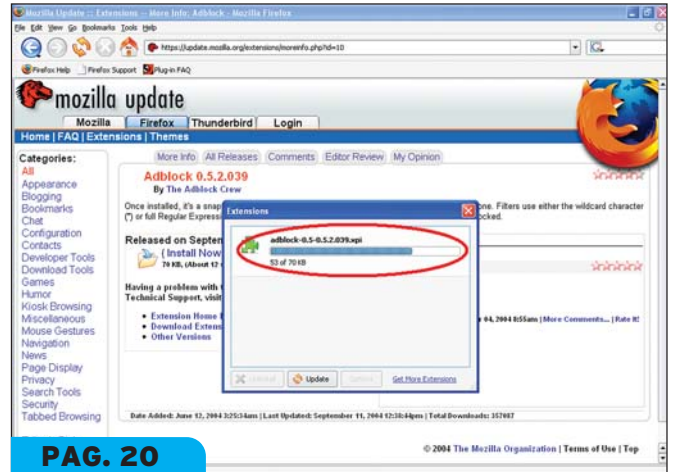 Mozilla Update :: Extensions -- More Info: Adblock - Mozilla Firefox
File Edit View Go Bookmarks Tools Help
https://update.mozilla.org/extensions/moreinfo.php?id=10
Firefox Help Firefox Support Plug-in FAQ
mozilla update
Mozilla Firefox Thunderbird Login
Home | FAQ | Extensions | Themes
Categories:
All
Appearance
Blogging
Bookmarks
Chat
Configuration
Contacts
Developer Tools
Download Tools
Games
Humor
Kiosk Browsing
Miscellaneous
Mouse Gestures
Navigation
News
Page Display
Privacy
Search Tools
Security
Tabbed Browsing
More Info All Releases Comments Editor Review My Opinion
Adblock 0.5.2.039
By The Adblock Crew
Once installed, it's a snap
one. Filters use either the wildcard character
(*) or full Regular
ocked.
Released on
( Install Now
70 KB, (About 12
Having a problem with
Technical Support, visit
• Extension Home
• Download
• Other Versions
04, 2004 8:55am | More Comments... | Rate It!
Extensions
adblock-0.5-0.5.2.039.xpi
53 of 70 KB
Uninstall Update Options Get More Extensions
Date Added: June 12, 2004 3:25:34am | Last Updated: September 11, 2004 12:38:44pm | Total Downloads: 357087
© 2004 The Mozilla Organization | Terms of Use | Top
PAG. 20